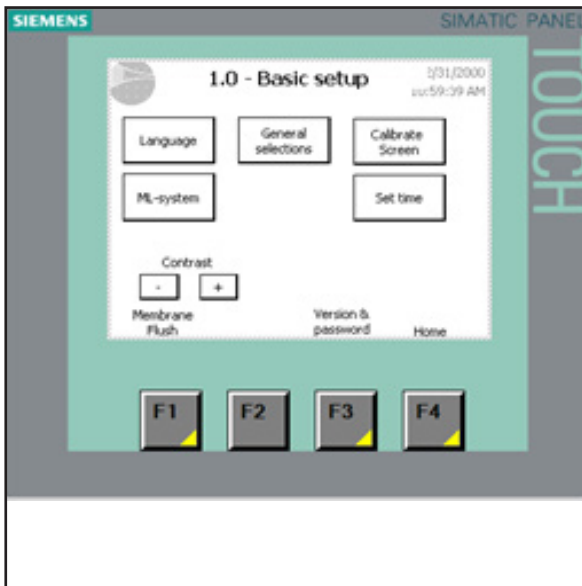 SIEMENS
SIMATIC PANEL
TOUCH
1.0 - Basic setup
/31/2000
:59:39 AM
Language
General
selections
Calibrate
Screen
ML-system
Set time
Contrast
- +
Membrane
Flush
Version &
password
Home
F1 F2 F3 F4